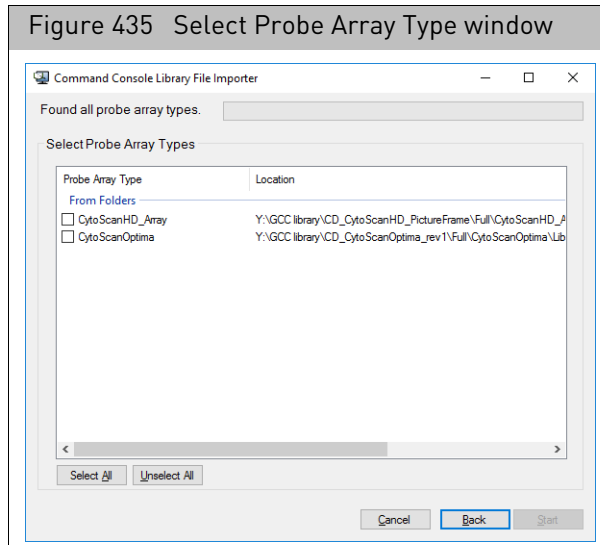 Figure 435 Select Probe Array Type window
Command Console Library File Importer
Found all probe array types.
Select Probe Array Types
Probe Array Type Location
From Folders
CytoScanHD_Array Y:\GCC library\CD_CytoScanHD_PictureFrame\Full\CytoScanHD_A
CytoScanOptima Y:\GCC library\CD_CytoScanOptima_rev1\Full\CytoScanOptima\Lib
Select All Unselect All
Cancel Back Start